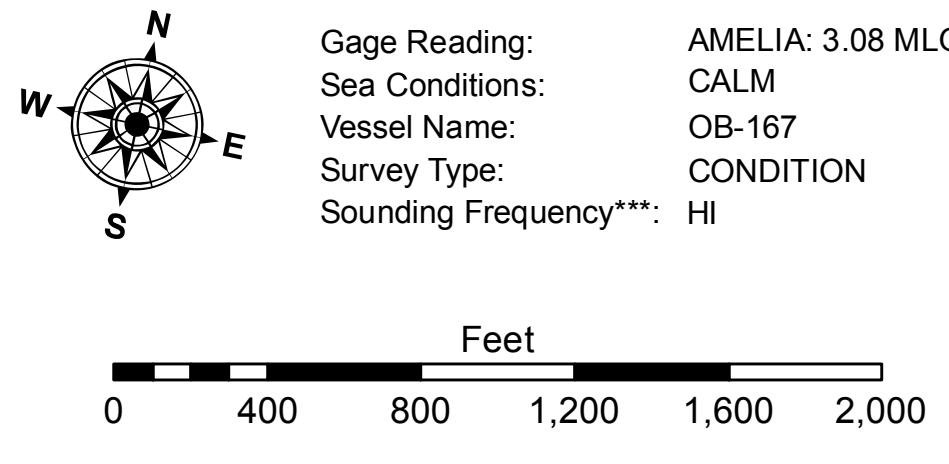 N
W
E
S
Gage Reading: AMELIA: 3.08
Sea Conditions: CALM
Vessel Name: OB-167
Survey Type: CONDITION
Sounding Frequency***: HI
Feet
0 400 800 1,200 1,600 2,000